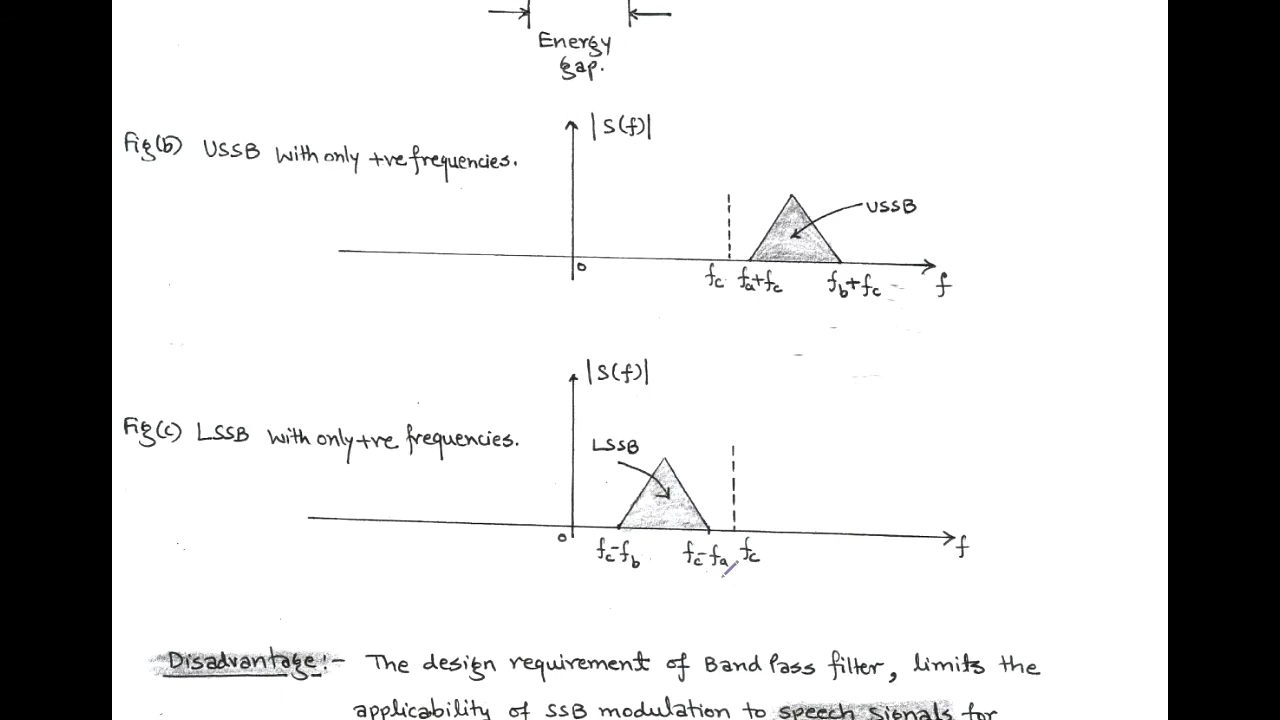 Energy
gap.
|S(f)|
Fig(b) USSB with only +ve frequencies.
USSB
0
fc fa+fc fb+fc f
|S(f)|
Fig(c) LSSB with only +ve frequencies.
LSSB
0
fc-fb fc-fa fc f
Disadvantage:- The design requirement of Band Pass filter, limits the
applicability of SSB modulation to speech signals for